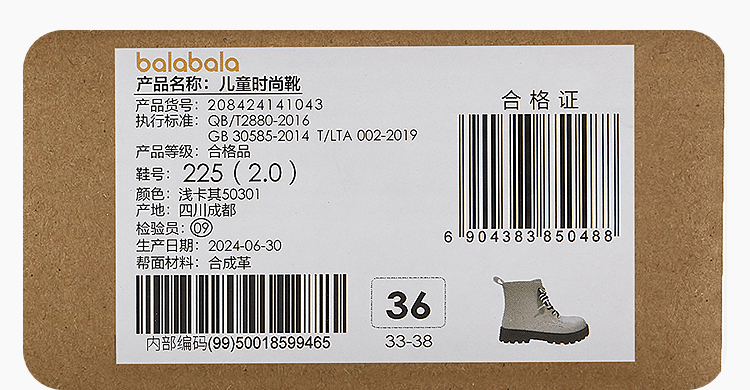 balabala
产品名称：儿童时尚靴
产品货号：208424141043
执行标准：QB/T2880-2016
GB 30585-2014 T/LTA 002-2019
产品等级：合格品
鞋号：225（2.0）
颜色：浅卡其50301
产地：四川成都
检验员：09
生产日期：2024-06-30
帮面材料：合成革
内部编码(99)50018599465
36
33-38
合格证
6 904383 850488